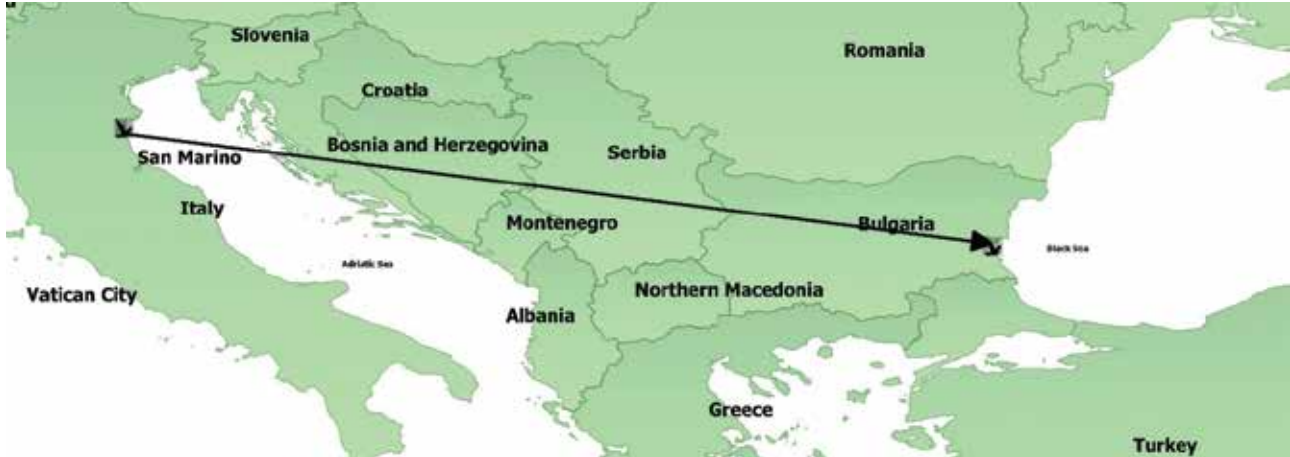 Slovenia
Romania
Croatia
Bosnia and Herzegovina
Serbia
San Marino
Italy
Montenegro
Bulgaria
Black Sea
Adriatic Sea
Vatican City
Northern Macedonia
Albania
Greece
Turkey